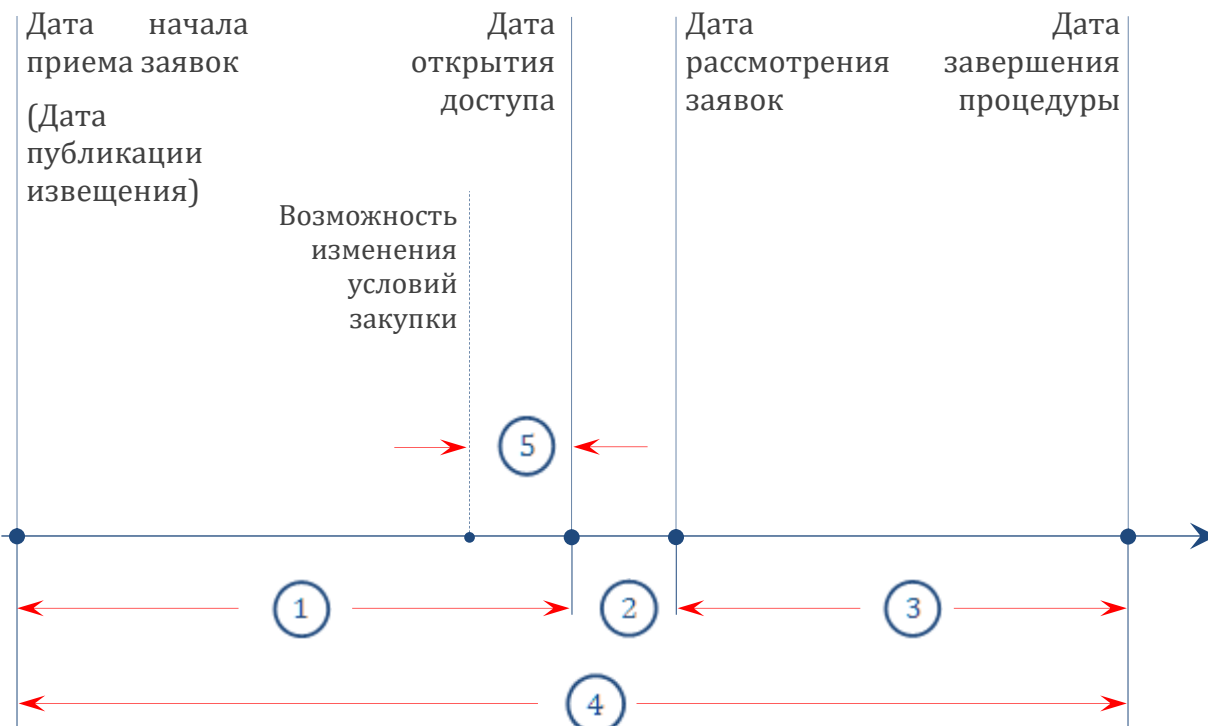 Дата начала
приема заявок
(Дата
публикации
извещения)
Дата
открытия
доступа
Дата
рассмотрения
заявок
Дата
завершения
процедуры
Возможность
изменения
условий
закупки
5
1
2
3
4